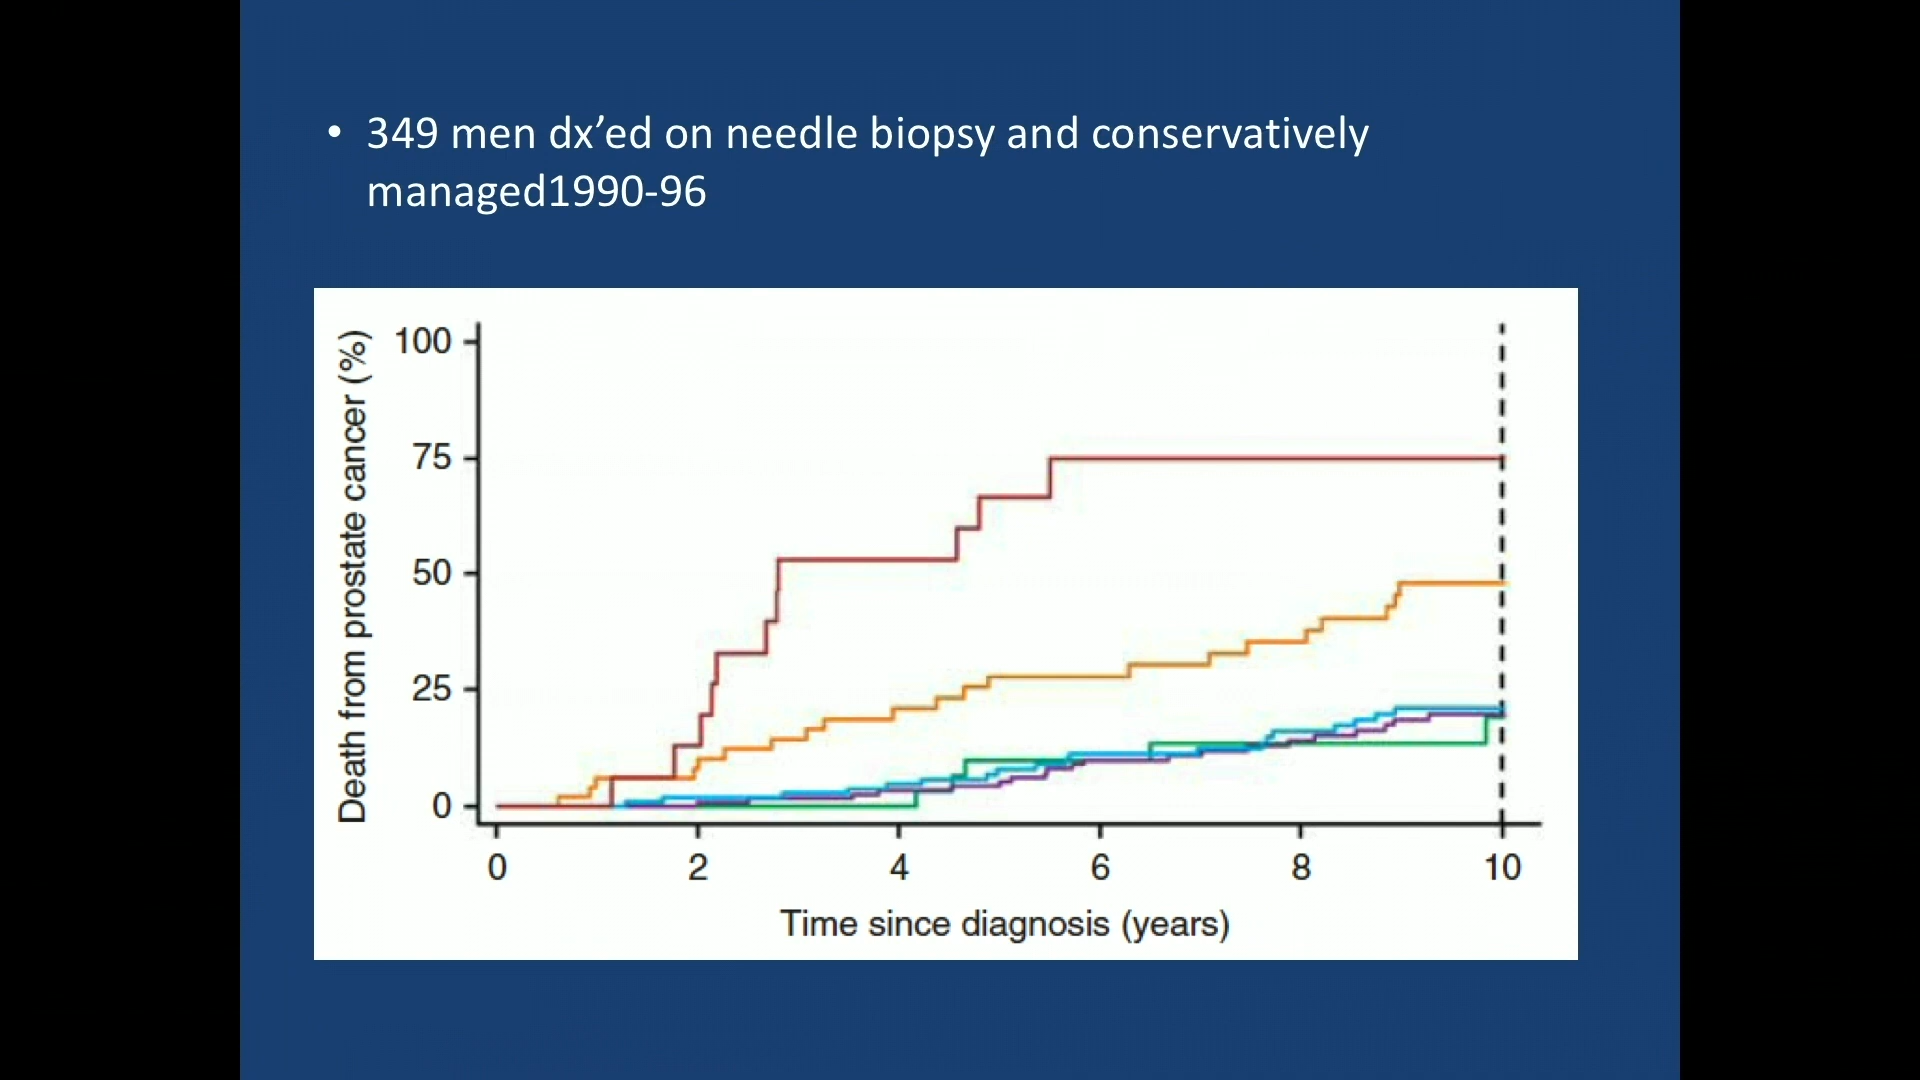 • 349 men dx’ed on needle biopsy and conservatively
managed1990-96
Death from prostate cancer (%)
100
75
50
25
0
0 2 4 6 8 10
Time since diagnosis (years)